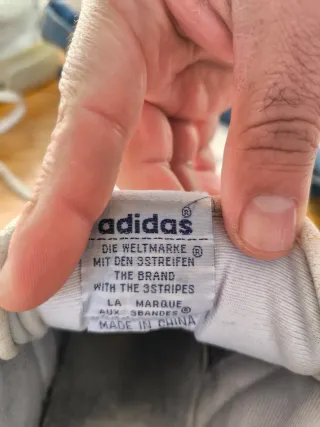 adidas®
DIE WELTMARKE
MIT DEN 3STREIFEN®
THE BRAND
WITH THE 3STRIPES
LA MARQUE
AUX 3BANDES®
MADE IN CHINA